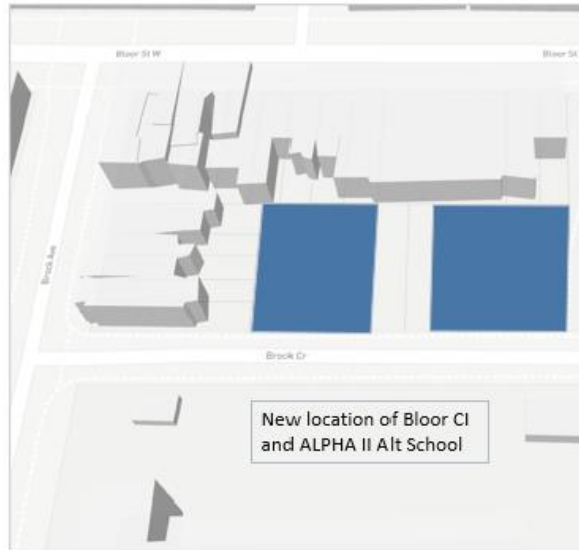 Bloor St W
Bloor St
Brock Ave
Brock Cr
New location of Bloor CI
and ALPHA II Alt School